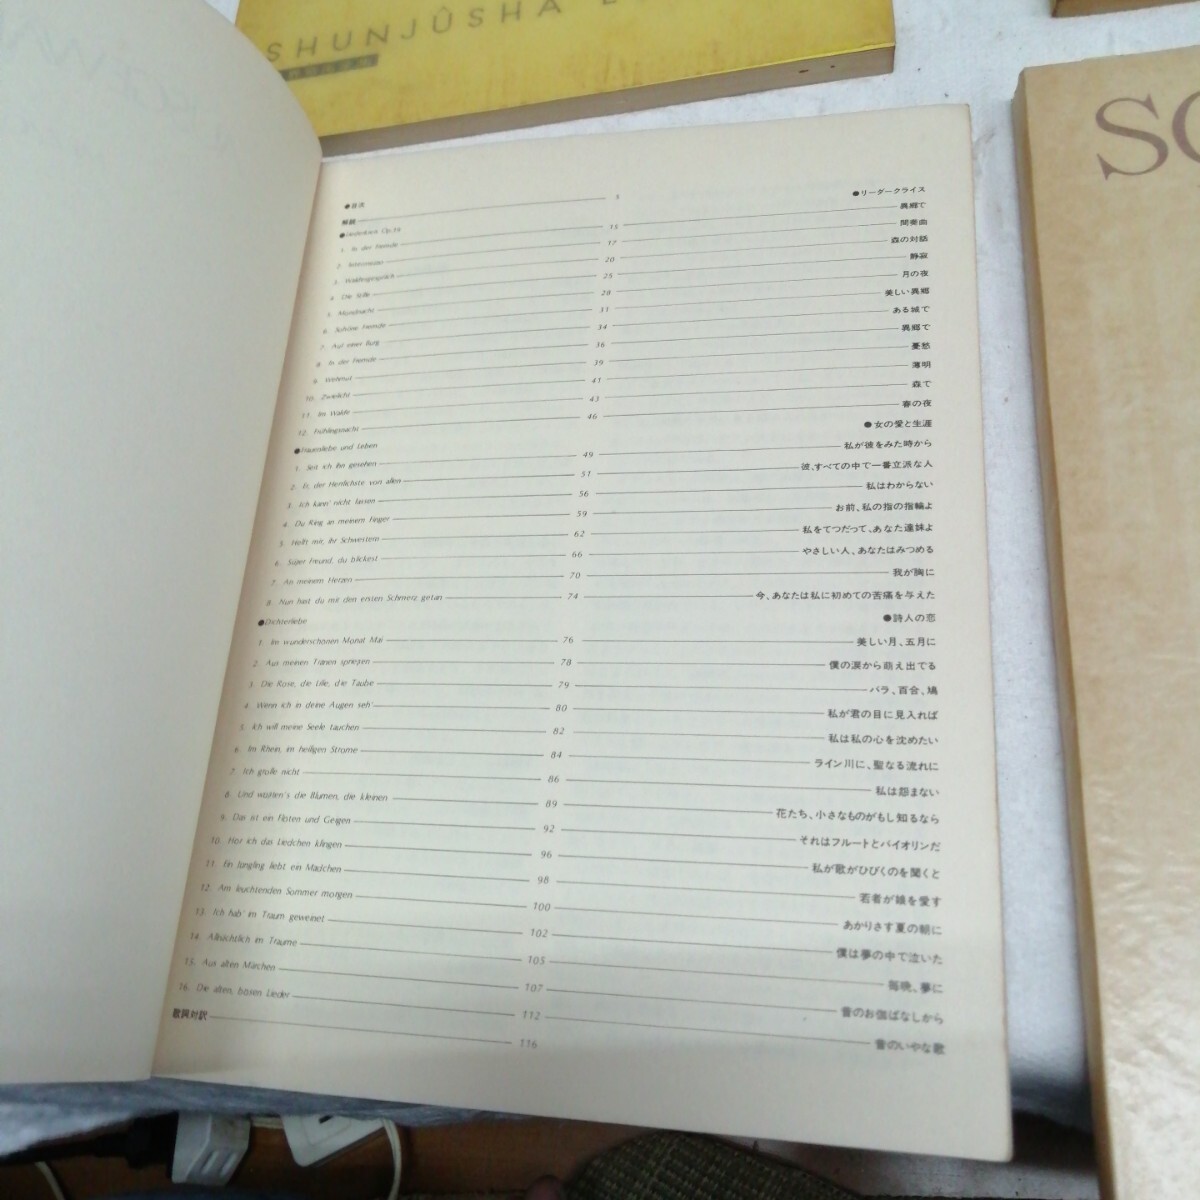 SHUNJÛSHA
SC
●目次
解説 5
●Liederkreis Op.39 ●リーダークライス
1. In der Fremde 15 異郷で
2. Intermezzo 17 間奏曲
3. Waldesgespräch 20 森の対話
4. Die Stille 25 静寂
5. Mondnacht 28 月の夜
6. Schöne Fremde 31 美しい異郷
7. Auf einer Burg 34 ある城で
8. In der Fremde 36 異郷で
9. Wehmut 39 憂愁
10. Zwielicht 41 薄明
11. Im Walde 43 森で
12. Frühlingsnacht 46 春の夜
●Frauenliebe und Leben ●女の愛と生涯
1. Seit ich ihn gesehen 49 私が彼をみた時から
2. Er, der Herrlichste von allen 51 彼、すべての中で一番立派な人
3. Ich kann' nicht fassen 56 私はわからない
4. Du Ring an meinem Finger 59 お前、私の指の指輪よ
5. Helft mir, ihr Schwestern 62 私をてつだって、あなた達妹よ
6. Süßer Freund, du blickest 66 やさしい人、あなたはみつめる
7. An meinem Herzen 70 我が胸に
8. Nun hast du mir den ersten Schmerz getan 74 今、あなたは私に初めての苦痛を与えた
●Dichterliebe ●詩人の恋
1. Im wunderschönen Monat Mai 76 美しい月、五月に
2. Aus meinen Tränen sprießen 78 僕の涙から萌え出てる
3. Die Rose, die Lilie, die Taube 79 バラ、百合、鳩
4. Wenn ich in deine Augen seh' 80 私が君の目に見入れば
5. Ich will meine Seele tauchen 82 私は私の心を沈めたい
6. Im Rhein, im heiligen Strome 84 ライン川に、聖なる流れに
7. Ich grolle nicht 86 私は怨まない
8. Und wüßten's die Blumen, die kleinen 89 花たち、小さなものがもし知るなら
9. Das ist ein Flöten und Geigen 92 それはフルートとバイオリンだ
10. Hör ich das Liedchen klingen 96 私が歌がひびくのを聞くと
11. Ein Jüngling liebt ein Mädchen 98 若者が娘を愛す
12. Am leuchtenden Sommer morgen 100 あかりさす夏の朝に
13. Ich hab' im Traum geweinet 102 僕は夢の中で泣いた
14. Allnächtlich im Traume 105 毎晩、夢に
15. Aus alten Märchen 107 昔のお伽ばなしから
16. Die alten, bösen Lieder 112 昔のいやな歌
歌詞対訳 116